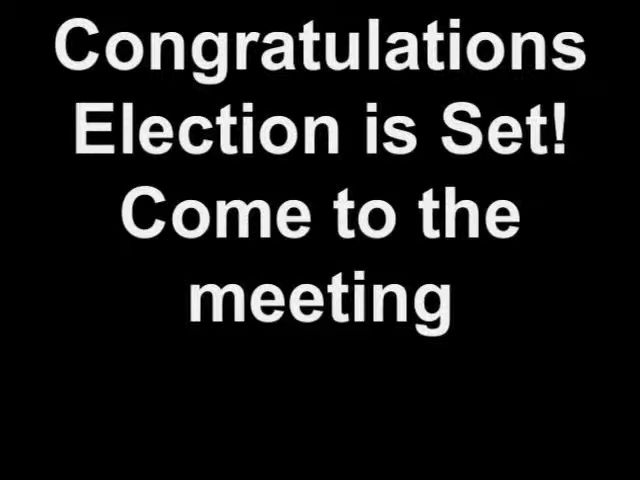 Congratulations
Election is Set!
Come to the
meeting